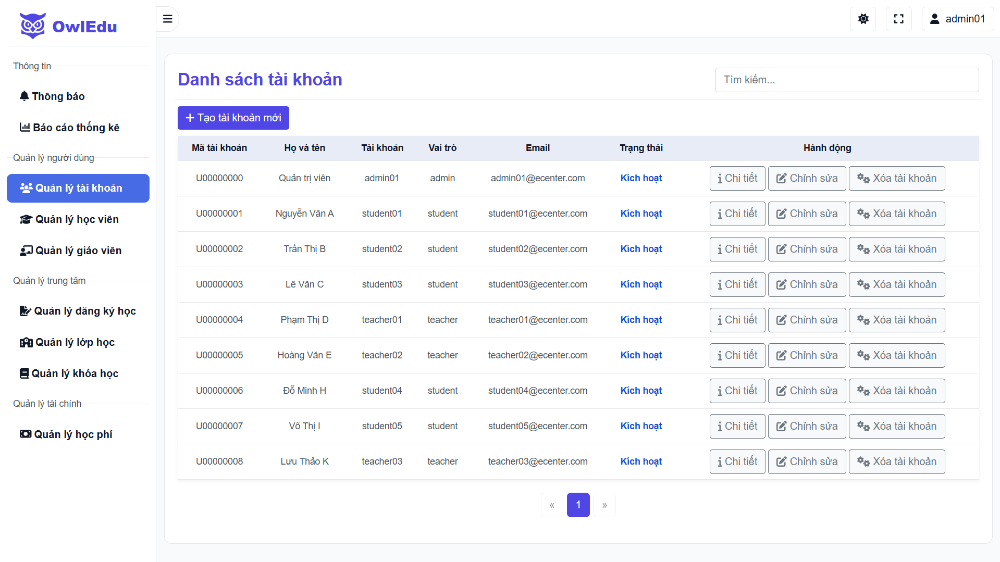 OwlEdu
admin01
Thông tin
Thông báo
Báo cáo thống kê
Quản lý người dùng
Quản lý tài khoản
Quản lý học viên
Quản lý giáo viên
Quản lý trung tâm
Quản lý đăng ký học
Quản lý lớp học
Quản lý khóa học
Quản lý tài chính
Quản lý học phí
Danh sách tài khoản
Tìm kiếm...
+ Tạo tài khoản mới
Mã tài khoản Họ và tên Tài khoản Vai trò Email Trạng thái Hành động
U00000000 Quản trị viên admin01 admin admin01@ecenter.com Kích hoạt Chi tiết Chỉnh sửa Xóa tài khoản
U00000001 Nguyễn Văn A student01 student student01@ecenter.com Kích hoạt Chi tiết Chỉnh sửa Xóa tài khoản
U00000002 Trần Thị B student02 student student02@ecenter.com Kích hoạt Chi tiết Chỉnh sửa Xóa tài khoản
U00000003 Lê Văn C student03 student student03@ecenter.com Kích hoạt Chi tiết Chỉnh sửa Xóa tài khoản
U00000004 Phạm Thị D teacher01 teacher teacher01@ecenter.com Kích hoạt Chi tiết Chỉnh sửa Xóa tài khoản
U00000005 Hoàng Văn E teacher02 teacher teacher02@ecenter.com Kích hoạt Chi tiết Chỉnh sửa Xóa tài khoản
U00000006 Đỗ Minh H student04 student student04@ecenter.com Kích hoạt Chi tiết Chỉnh sửa Xóa tài khoản
U00000007 Võ Thị I student05 student student05@ecenter.com Kích hoạt Chi tiết Chỉnh sửa Xóa tài khoản
U00000008 Lưu Thảo K teacher03 teacher teacher03@ecenter.com Kích hoạt Chi tiết Chỉnh sửa Xóa tài khoản
« 1 »